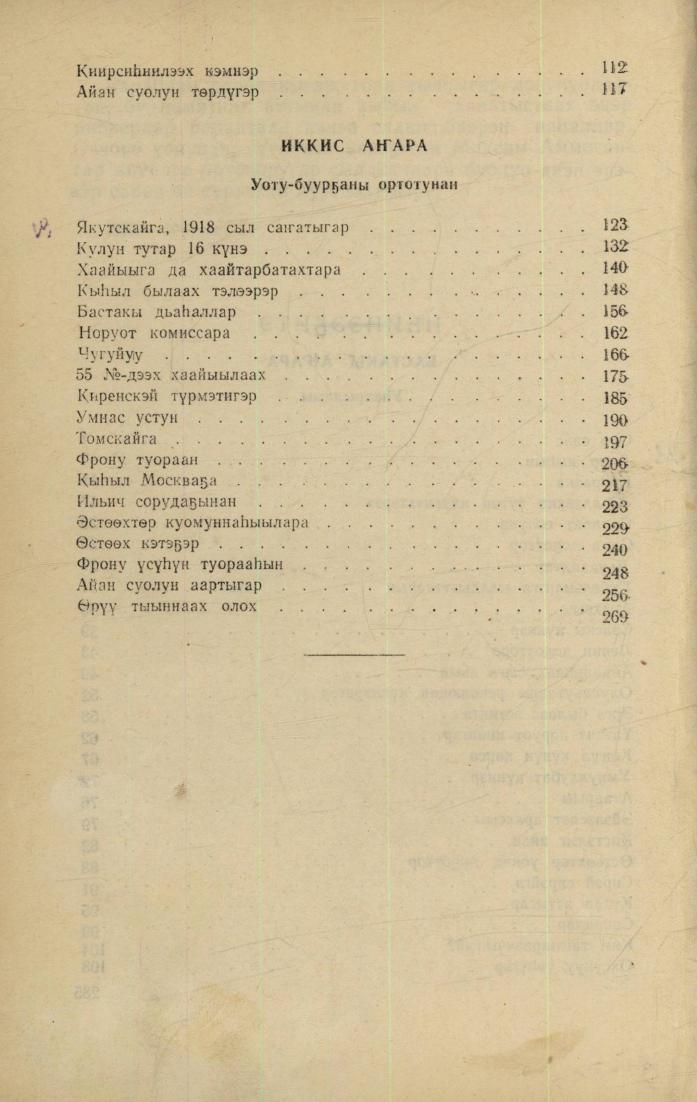 Киирсиһиилээх кэмнэр . . . . . . . . . . . . 112
Айан суолун төрдүгэр . . . . . . . . . . . . 117
ИККИС АҤАРА
Уоту-буурҕаны ортотунан
Якутскайга, 1918 сыл саҥатыгар . . . . . . . . . 123
Кулун тутар 16 күнэ . . . . . . . . . . . . . 132
Хаайыыга да хаайтарбатахтара . . . . . . . . . 140
Кыһыл былаах тэлээрэр . . . . . . . . . . . 148
Бастакы дьаһаллар . . . . . . . . . . . . . 156
Норуот комиссара . . . . . . . . . . . . . 162
Чугуйуу . . . . . . . . . . . . . . . . 166
55 №-дээх хаайыылаах . . . . . . . . . . . . 175
Киренскэй түрмэтигэр . . . . . . . . . . . . 185
Умнас устун . . . . . . . . . . . . . . . 190
Томскайга . . . . . . . . . . . . . . . . 197
Фрону туораан . . . . . . . . . . . . . . 206
Кыһыл Москваҕа . . . . . . . . . . . . . . 217
Ильич сорудаҕынан . . . . . . . . . . . . . 223
Өстөөхтөр куомуннаһыылара . . . . . . . . . . 229
Өстөөх кэтэҕэр . . . . . . . . . . . . . . 240
Фрону үсүһүн туорааһын . . . . . . . . . . . 248
Айан суолун аартыгар . . . . . . . . . . . . 256
Өрүү тыыннаах олох . . . . . . . . . . . . 269